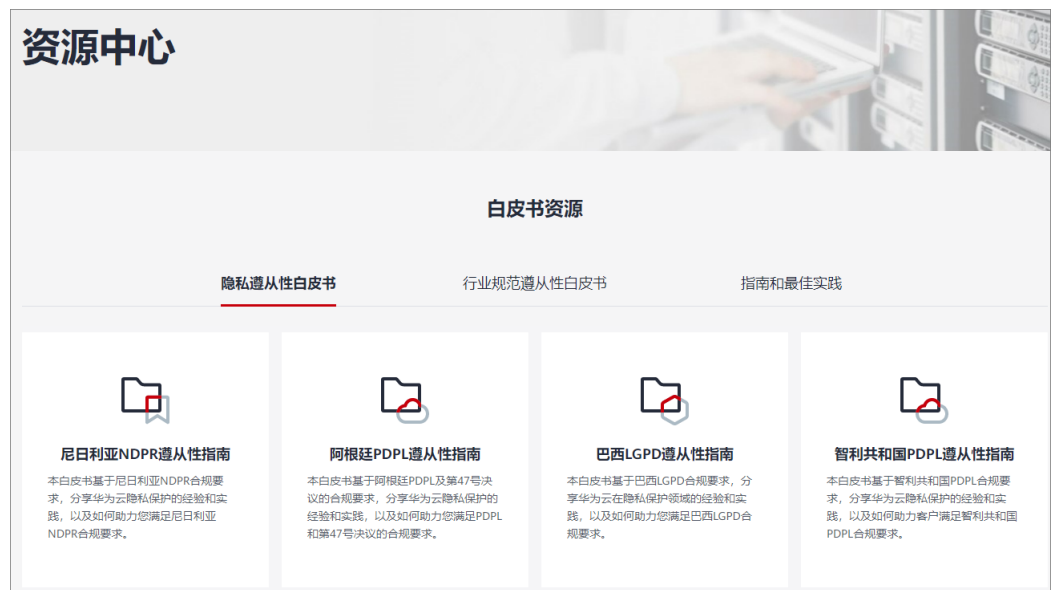 资源中心
白皮书资源
隐私遵从性白皮书
行业规范遵从性白皮书
指南和最佳实践
尼日利亚NDPR遵从性指南
本白皮书基于尼日利亚NDPR合规要
求，分享华为云隐私保护的经验和实
践，以及如何助力您满足尼日利亚
NDPR合规要求。
阿根廷PDPL遵从性指南
本白皮书基于阿根廷PDPL及第47号决
议的合规要求，分享华为云隐私保护的
经验和实践，以及如何助力您满足PDPL
和第47号决议的合规要求。
巴西LGPD遵从性指南
本白皮书基于巴西LGPD合规要求，分
享华为云在隐私保护领域的经验和实
践，以及如何助力您满足巴西LGPD合
规要求。
智利共和国PDPL遵从性指南
本白皮书基于智利共和国PDPL合规要
求，分享华为云隐私保护的经验和实
践，以及如何助力客户满足智利共和国
PDPL合规要求。